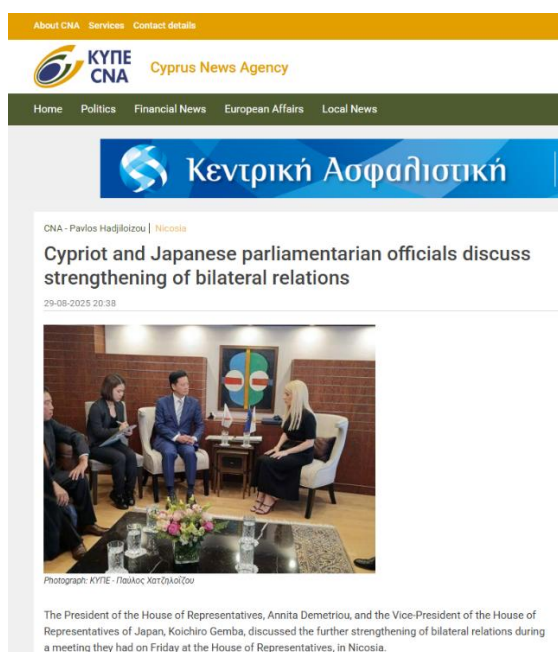 About CNA Services Contact details
ΚΥΠΕ
CNA
Cyprus News Agency
Home Politics Financial News European Affairs Local News
Κεντρική Ασφαλιστική
CNA - Pavlos Hadjiloizou | Nicosia
Cypriot and Japanese parliamentarian officials discuss
strengthening of bilateral relations
29-08-2025 20:38
Photograph: ΚΥΠΕ - Παύλος Χατζηλοΐζου
The President of the House of Representatives, Annita Demetriou, and the Vice-President of the House of
Representatives of Japan, Koichiro Gemba, discussed the further strengthening of bilateral relations during
a meeting they had on Friday at the House of Representatives, in Nicosia.